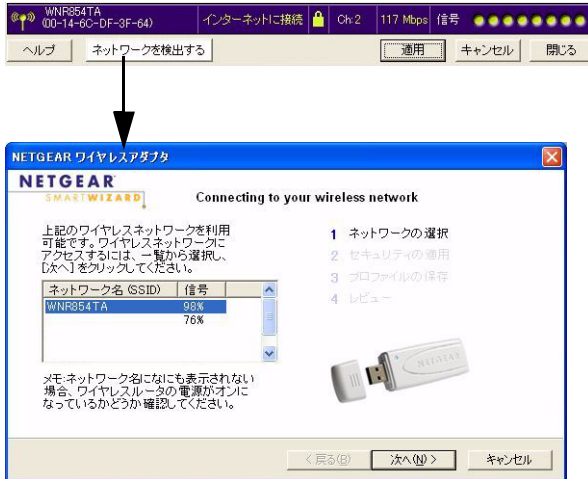 WNR854TA
(00-14-6C-DF-3F-64)
インターネットに接続
Ch:2
117 Mbps
信号
ヘルプ
ネットワークを検出する
適用
キャンセル
閉じる
NETGEAR ワイヤレスアダプタ
NETGEAR
SMARTWIZARD
Connecting to your wireless network
上記のワイヤレスネットワークを利用
可能です。ワイヤレスネットワークに
アクセスするには、一覧から選択し、
[次へ] をクリックしてください。
ネットワーク名 (SSID) 信号
WNR854TA 98%
76%
メモ:ネットワーク名になにも表示されない
場合、ワイヤレスルータの電源がオンに
なっているかどうか確認してください。
1 ネットワークの選択
2 セキュリティの適用
3 プロファイルの保存
4 レビュー
NETGEAR
< 戻る(B)
次へ(N) >
キャンセル